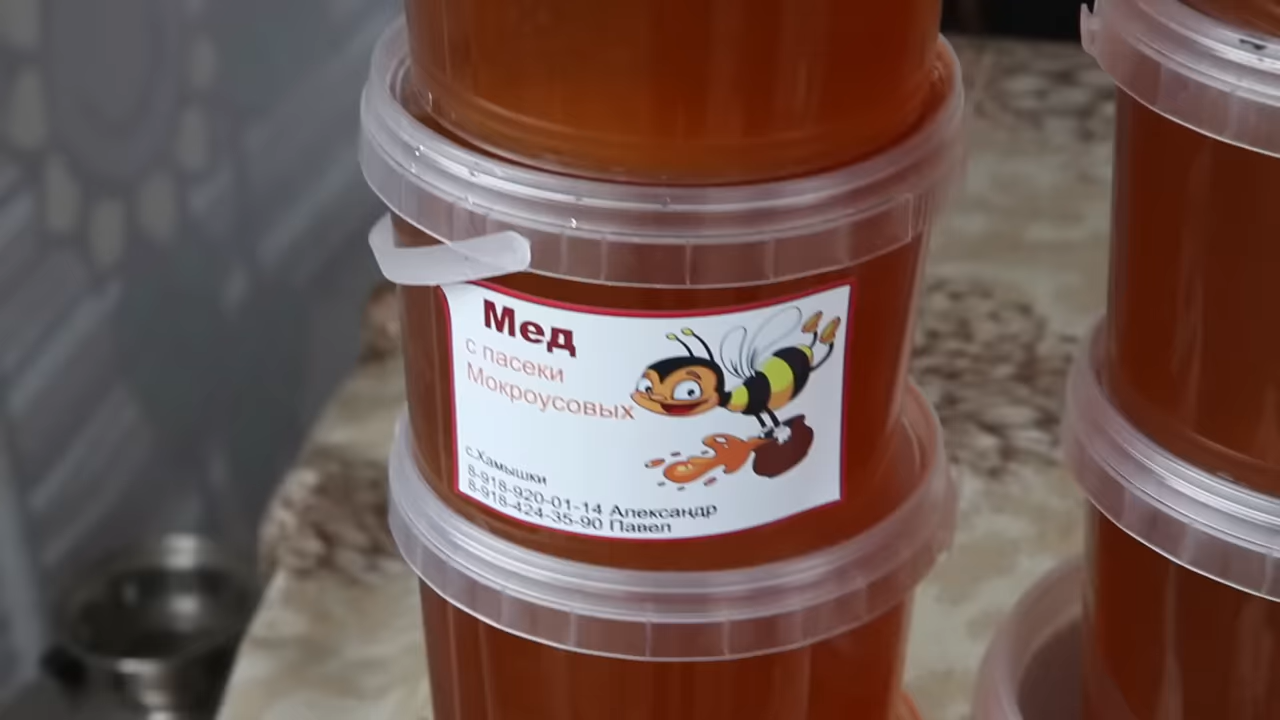 Мед
с пасеки
Мокроусовых
с.Хамышки
8-918-920-01-14 Александр
8-918-424-35-90 Павел